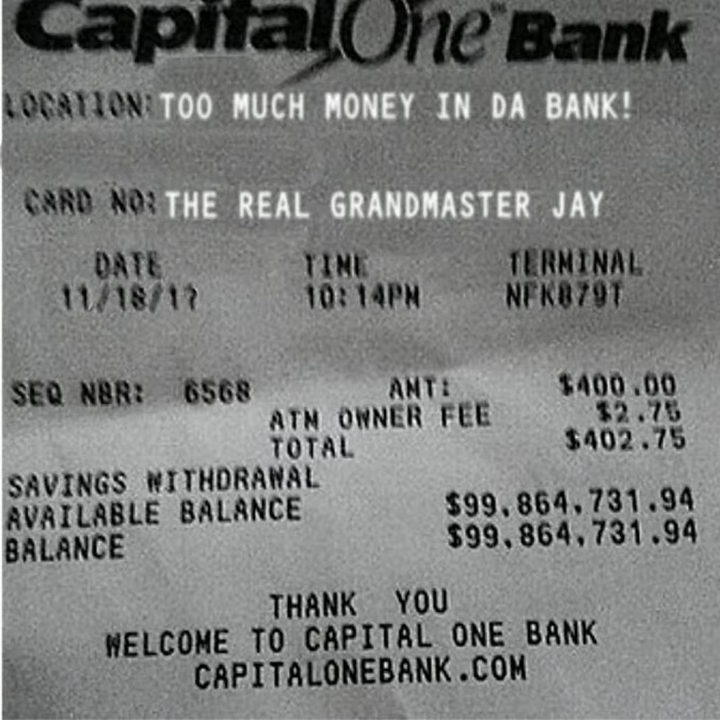 Capital One™ Bank
LOCATION: TOO MUCH MONEY IN DA BANK!
CARD NO: THE REAL GRANDMASTER JAY
DATE TIME TERMINAL
11/18/17 10:14PM NFK879T
SEQ NBR: 6568 AMT: $400.00
ATM OWNER FEE $2.75
TOTAL $402.75
SAVINGS WITHDRAWAL
AVAILABLE BALANCE $99,864,731.94
BALANCE $99,864,731.94
THANK YOU
WELCOME TO CAPITAL ONE BANK
CAPITALONEBANK.COM